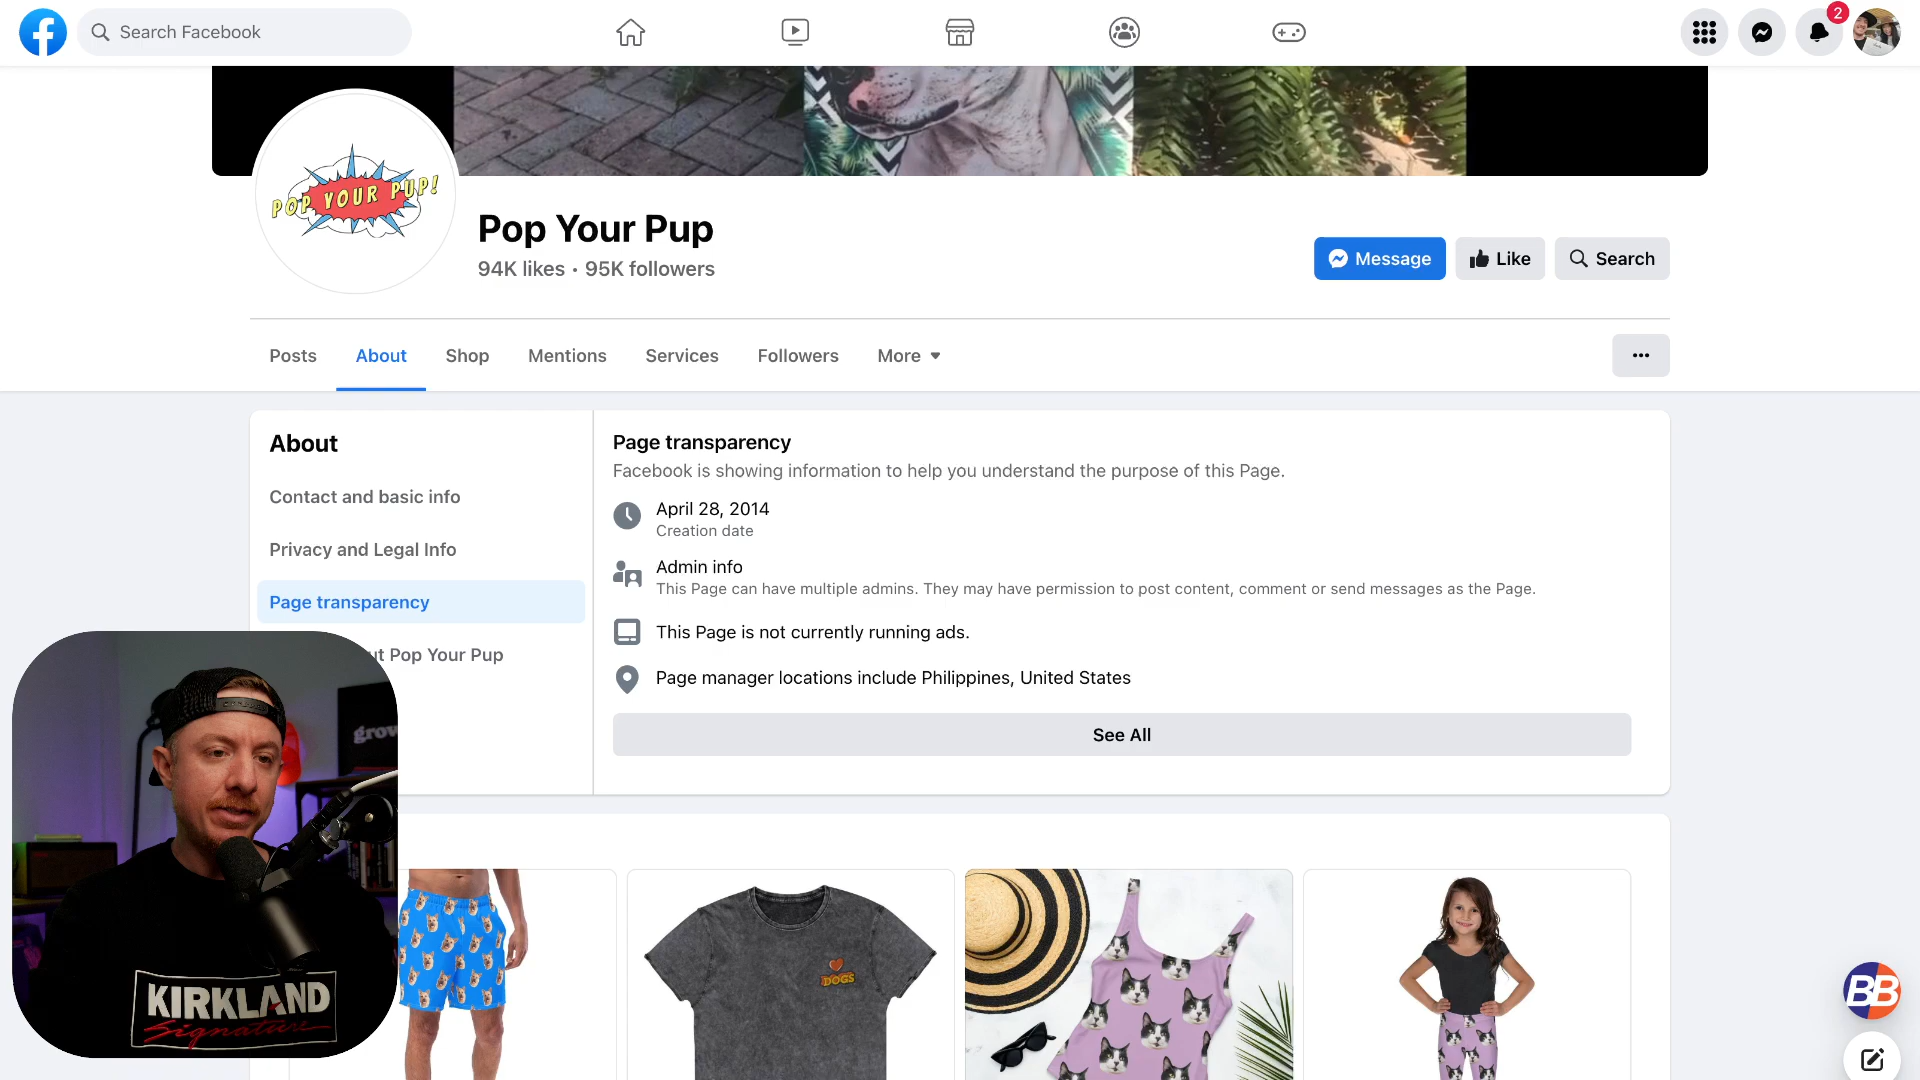 Search Facebook
2
POP YOUR PUP!
Pop Your Pup
94K likes · 95K followers
Message
Like
Search
Posts
About
Shop
Mentions
Services
Followers
More
About
Contact and basic info
Privacy and Legal Info
Page transparency
ut Pop Your Pup
Page transparency
Facebook is showing information to help you understand the purpose of this Page.
April 28, 2014
Creation date
Admin info
This Page can have multiple admins. They may have permission to post content, comment or send messages as the Page.
This Page is not currently running ads.
Page manager locations include Philippines, United States
See All
grow
KIRKLAND
Signature
DOGS
BB